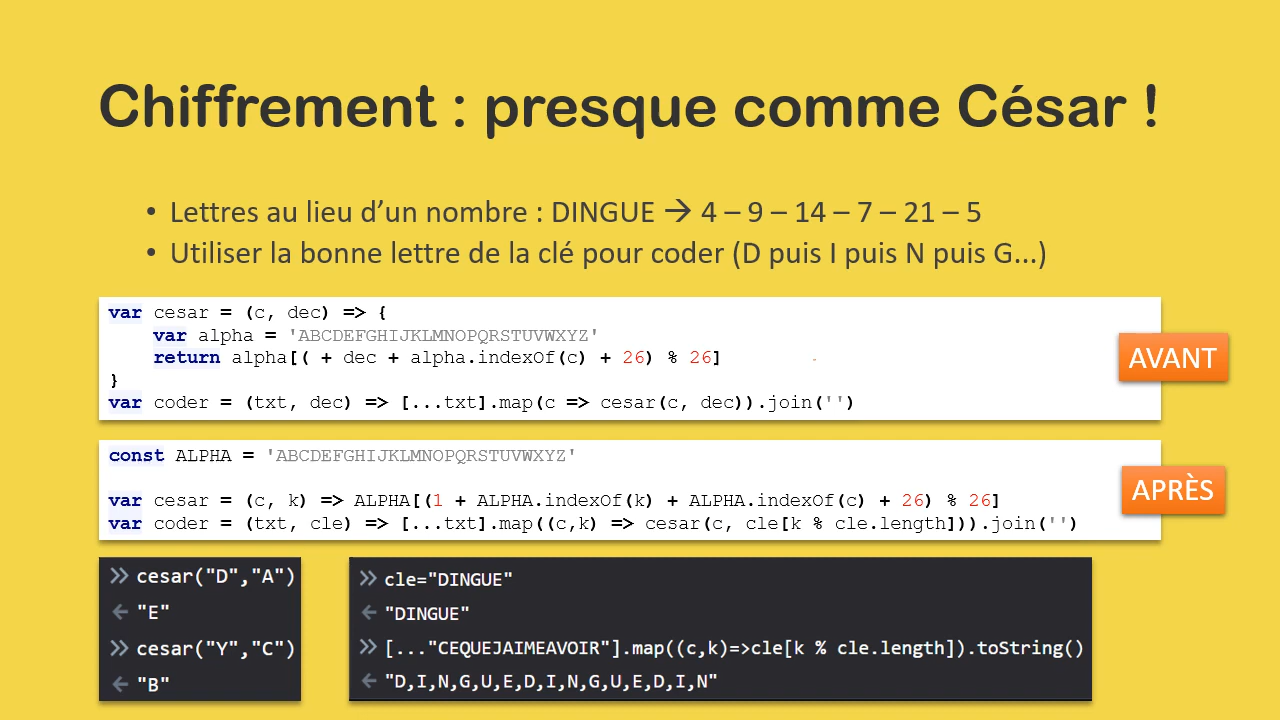 Chiffrement : presque comme César !
• Lettres au lieu d’un nombre : DINGUE → 4 – 9 – 14 – 7 – 21 – 5
• Utiliser la bonne lettre de la clé pour coder (D puis I puis N puis G...)
var cesar = (c, dec) => {
    var alpha = 'ABCDEFGHIJKLMNOPQRSTUVWXYZ'
    return alpha[( + dec + alpha.indexOf(c) + 26) % 26]
}
var coder = (txt, dec) => [...txt].map(c => cesar(c, dec)).join('')
AVANT
const ALPHA = 'ABCDEFGHIJKLMNOPQRSTUVWXYZ'
var cesar = (c, k) => ALPHA[(1 + ALPHA.indexOf(k) + ALPHA.indexOf(c) + 26) % 26]
var coder = (txt, cle) => [...txt].map((c,k) => cesar(c, cle[k % cle.length])).join('')
APRÈS
» cesar("D","A")
← "E"
» cesar("Y","C")
← "B"
» cle="DINGUE"
← "DINGUE"
» [..."CEQUEJAIMEAVOIR"].map((c,k)=>cle[k % cle.length]).toString()
← "D,I,N,G,U,E,D,I,N,G,U,E,D,I,N"